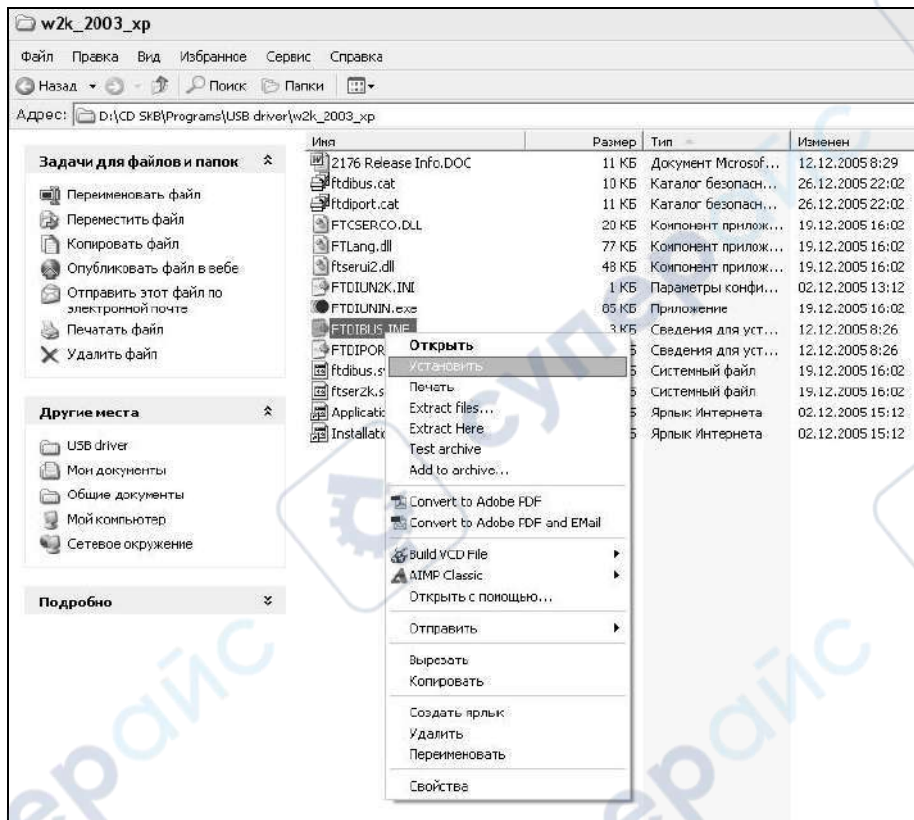 w2k_2003_xp
Файл Правка Вид Избранное Сервис Справка
Назад Поиск Папки
Адрес: D:\CD SKB\Programs\USB driver\w2k_2003_xp
Задачи для файлов и папок
Переименовать файл
Переместить файл
Копировать файл
Опубликовать файл в вебе
Отправить этот файл по
электронной почте
Печатать файл
Удалить файл
Другие места
USB driver
Мои документы
Общие документы
Мой компьютер
Сетевое окружение
Подробно
Имя Размер Тип Изменен
2176 Release Info.DOC 11 КБ Документ Microsof... 12.12.2005 8:29
ftdibus.cat 10 КБ Каталог безопасн... 26.12.2005 22:02
ftdiport.cat 11 КБ Каталог безопасн... 26.12.2005 22:02
FTCSERCO.DLL 20 КБ Компонент прилож... 19.12.2005 16:02
FTLang.dll 77 КБ Компонент прилож... 19.12.2005 16:02
ftserui2.dll 48 КБ Компонент прилож... 19.12.2005 16:02
FTDIUN2K.INI 1 КБ Параметры конфи... 02.12.2005 13:12
FTDIUNIN.exe 85 КБ Приложение 19.12.2005 16:02
FTDIBUS.INF 3 КБ Сведения для уст... 12.12.2005 8:26
FTDIPOR Б Сведения для уст... 12.12.2005 8:26
ftdibus.s Б Системный файл 19.12.2005 16:02
ftser2k.s Б Системный файл 19.12.2005 16:02
Applicatio Б Ярлык Интернета 02.12.2005 15:12
Installatio Б Ярлык Интернета 02.12.2005 15:12
Открыть
Установить
Печать
Extract files...
Extract Here
Test archive
Add to archive...
Convert to Adobe PDF
Convert to Adobe PDF and EMail
Build VCD File
AIMP Classic
Открыть с помощью...
Отправить
Вырезать
Копировать
Создать ярлык
Удалить
Переименовать
Свойства
суперайс